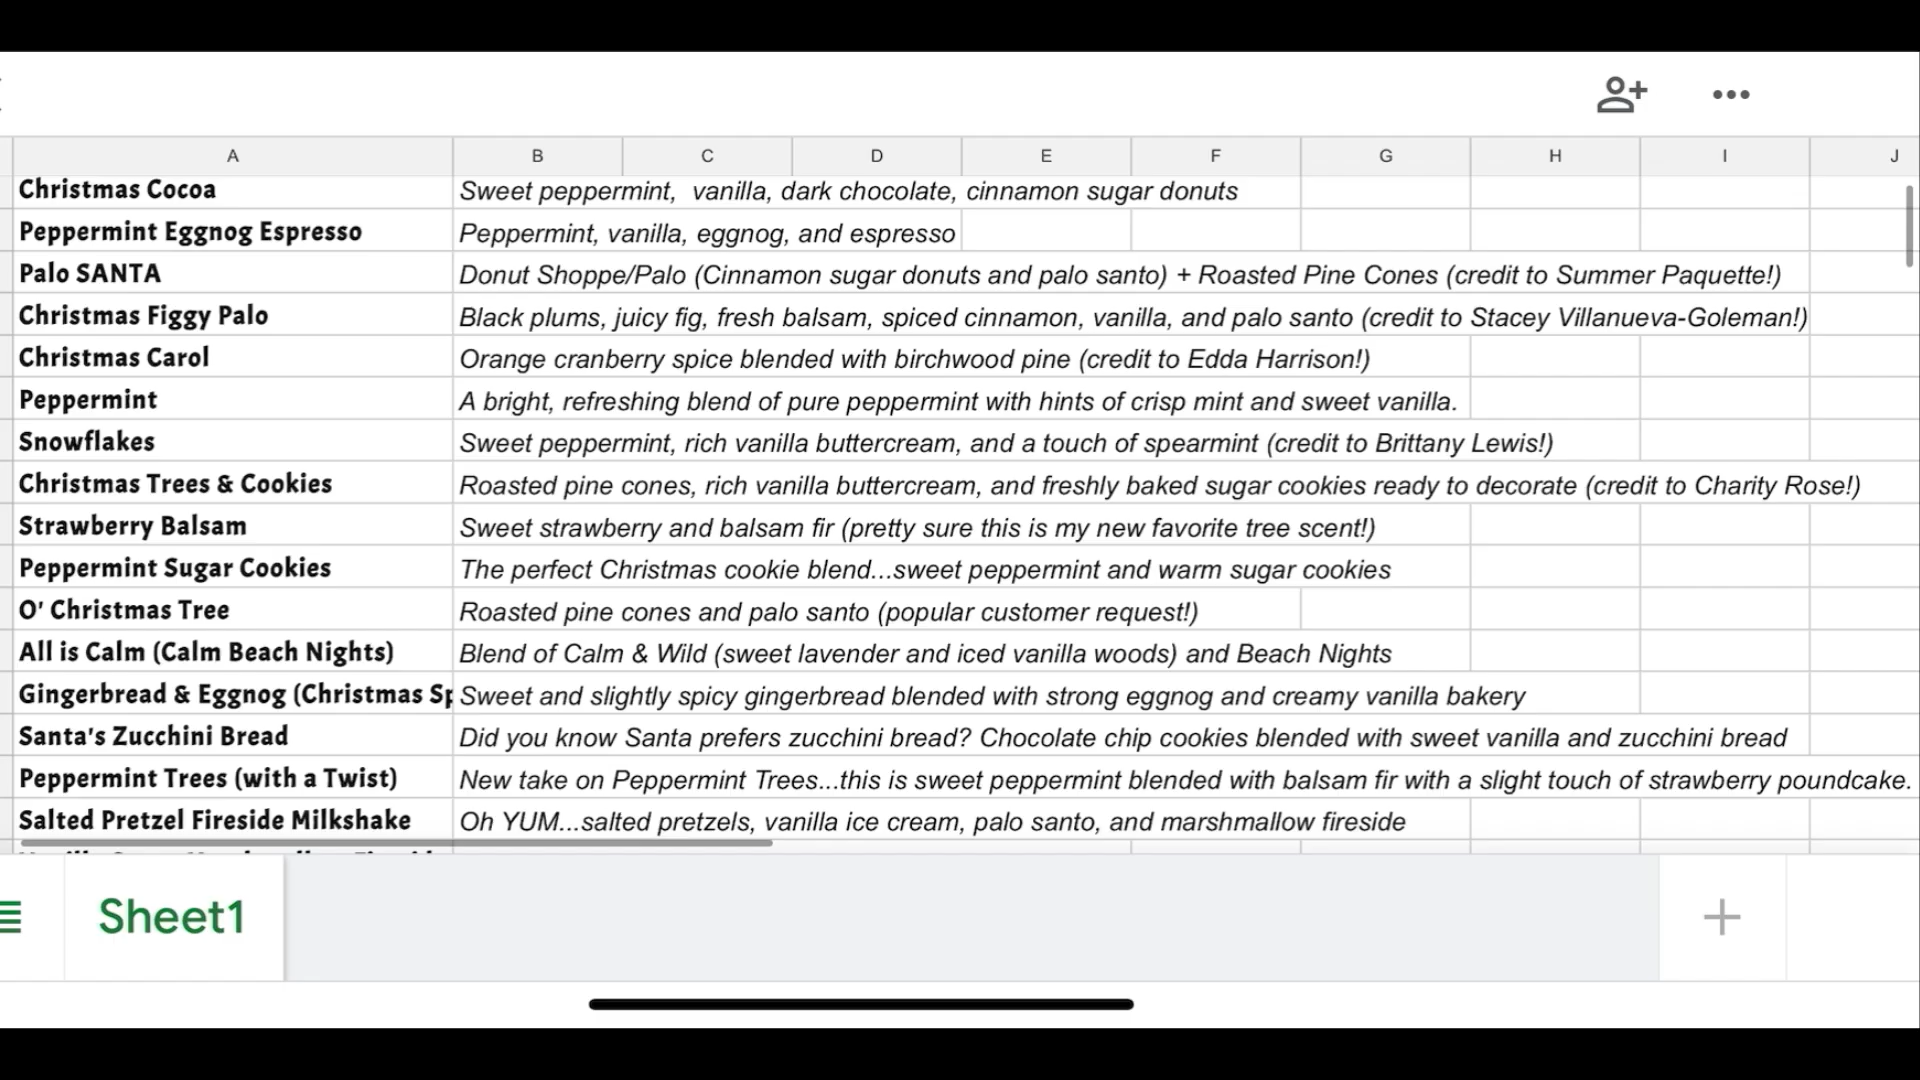 A B C D E F G H I J
Christmas Cocoa Sweet peppermint, vanilla, dark chocolate, cinnamon sugar donuts
Peppermint Eggnog Espresso Peppermint, vanilla, eggnog, and espresso
Palo SANTA Donut Shoppe/Palo (Cinnamon sugar donuts and palo santo) + Roasted Pine Cones (credit to Summer Paquette!)
Christmas Figgy Palo Black plums, juicy fig, fresh balsam, spiced cinnamon, vanilla, and palo santo (credit to Stacey Villanueva-Goleman!)
Christmas Carol Orange cranberry spice blended with birchwood pine (credit to Edda Harrison!)
Peppermint A bright, refreshing blend of pure peppermint with hints of crisp mint and sweet vanilla.
Snowflakes Sweet peppermint, rich vanilla buttercream, and a touch of spearmint (credit to Brittany Lewis!)
Christmas Trees & Cookies Roasted pine cones, rich vanilla buttercream, and freshly baked sugar cookies ready to decorate (credit to Charity Rose!)
Strawberry Balsam Sweet strawberry and balsam fir (pretty sure this is my new favorite tree scent!)
Peppermint Sugar Cookies The perfect Christmas cookie blend...sweet peppermint and warm sugar cookies
O' Christmas Tree Roasted pine cones and palo santo (popular customer request!)
All is Calm (Calm Beach Nights) Blend of Calm & Wild (sweet lavender and iced vanilla woods) and Beach Nights
Gingerbread & Eggnog (Christmas Sp Sweet and slightly spicy gingerbread blended with strong eggnog and creamy vanilla bakery
Santa's Zucchini Bread Did you know Santa prefers zucchini bread? Chocolate chip cookies blended with sweet vanilla and zucchini bread
Peppermint Trees (with a Twist) New take on Peppermint Trees...this is sweet peppermint blended with balsam fir with a slight touch of strawberry poundcake.
Salted Pretzel Fireside Milkshake Oh YUM...salted pretzels, vanilla ice cream, palo santo, and marshmallow fireside
Sheet1